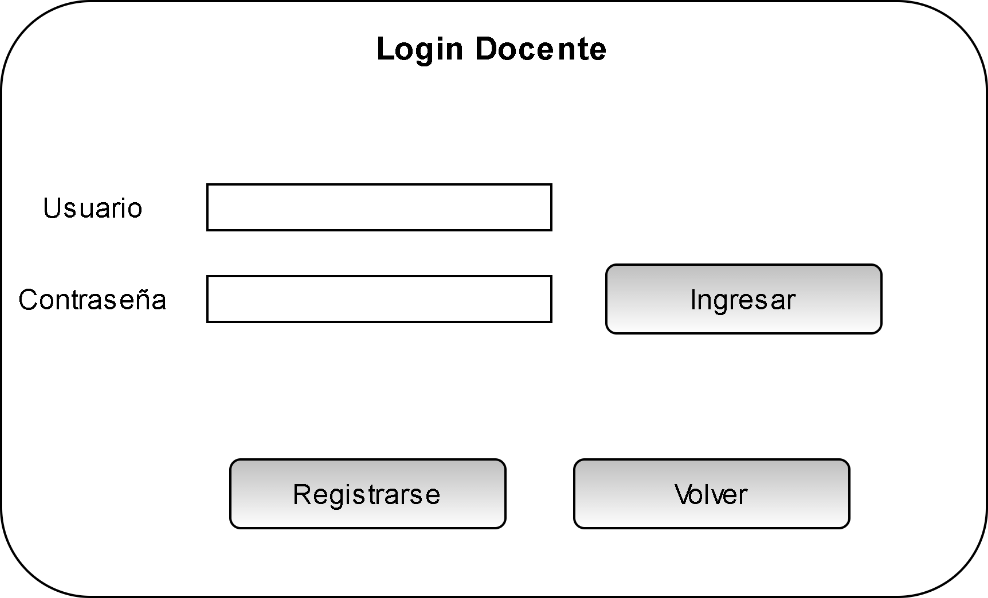 Login Docente
Usuario
Contraseña
Ingresar
Registrarse
Volver